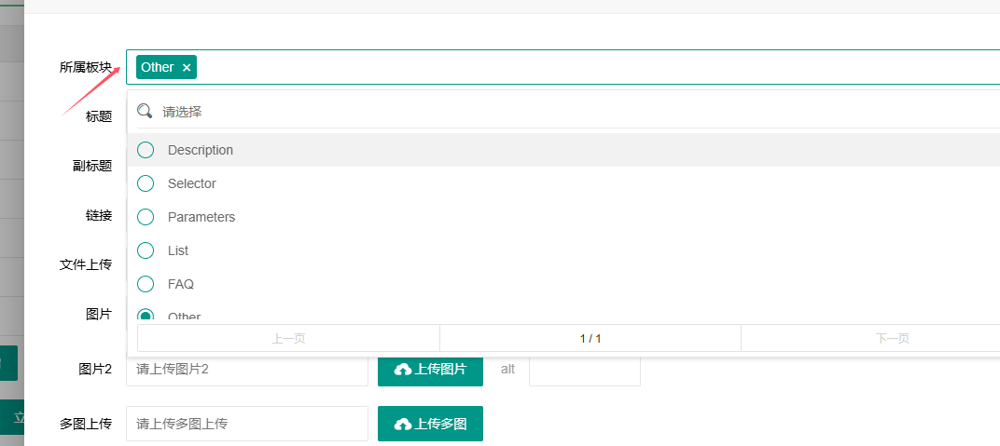 所属板块 Other ×
请选择
标题
Description
副标题
Selector
链接
Parameters
List
文件上传
FAQ
图片
Other
上一页 1 / 1 下一页
图片2 请上传图片2 上传图片 alt
多图上传 请上传多图上传 上传多图
立